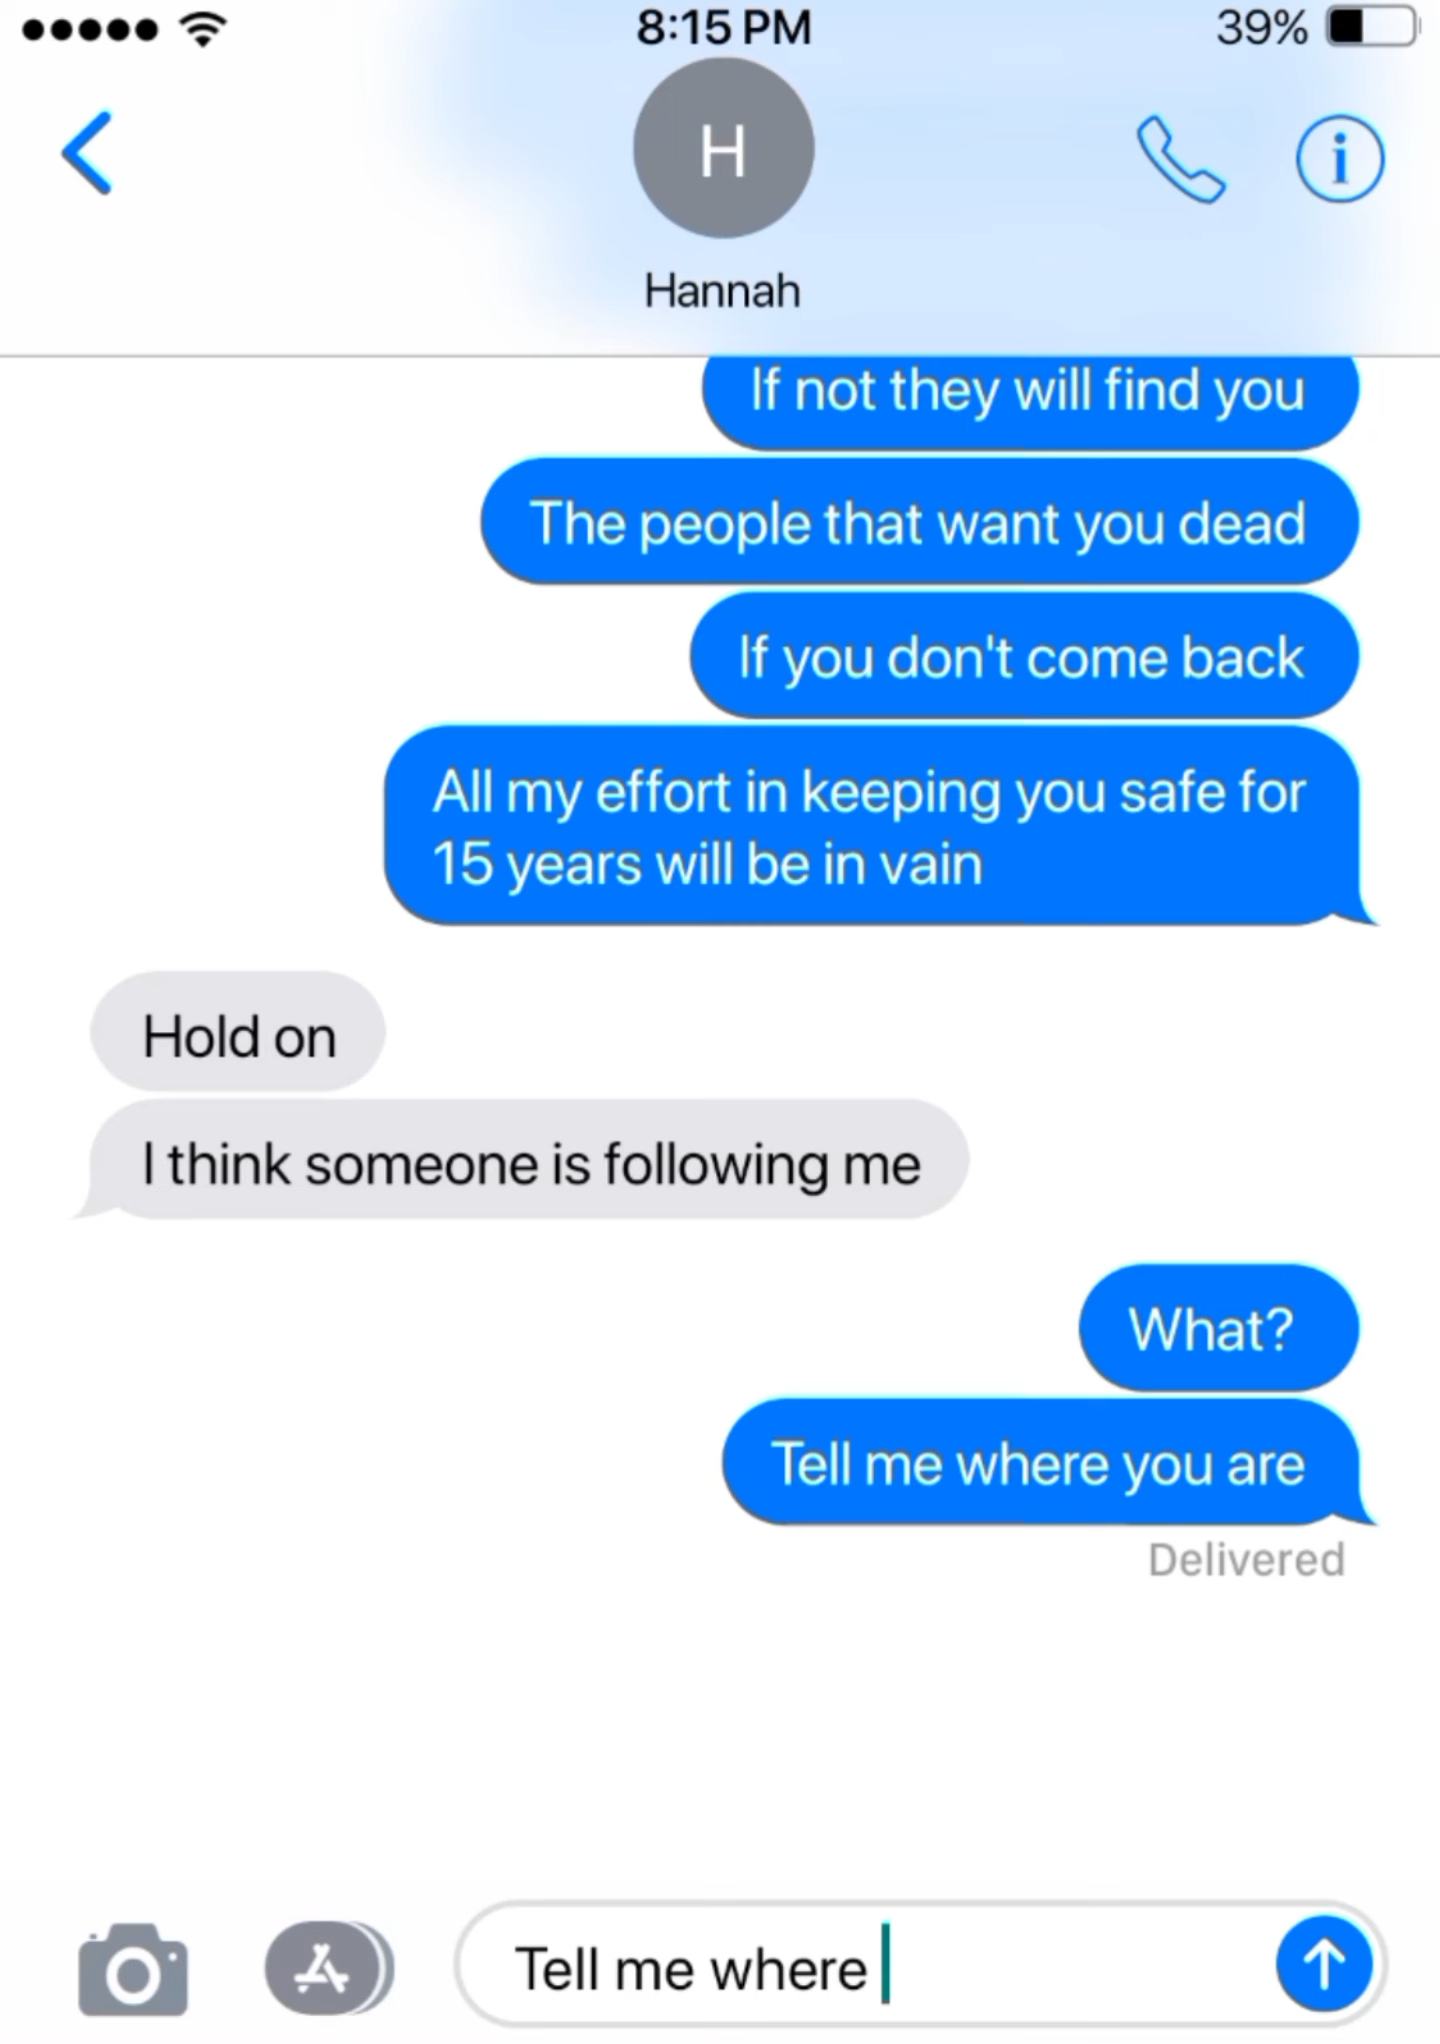 8:15 PM
39%
H
Hannah
If not they will find you
The people that want you dead
If you don't come back
All my effort in keeping you safe for
15 years will be in vain
Hold on
I think someone is following me
What?
Tell me where you are
Delivered
Tell me where